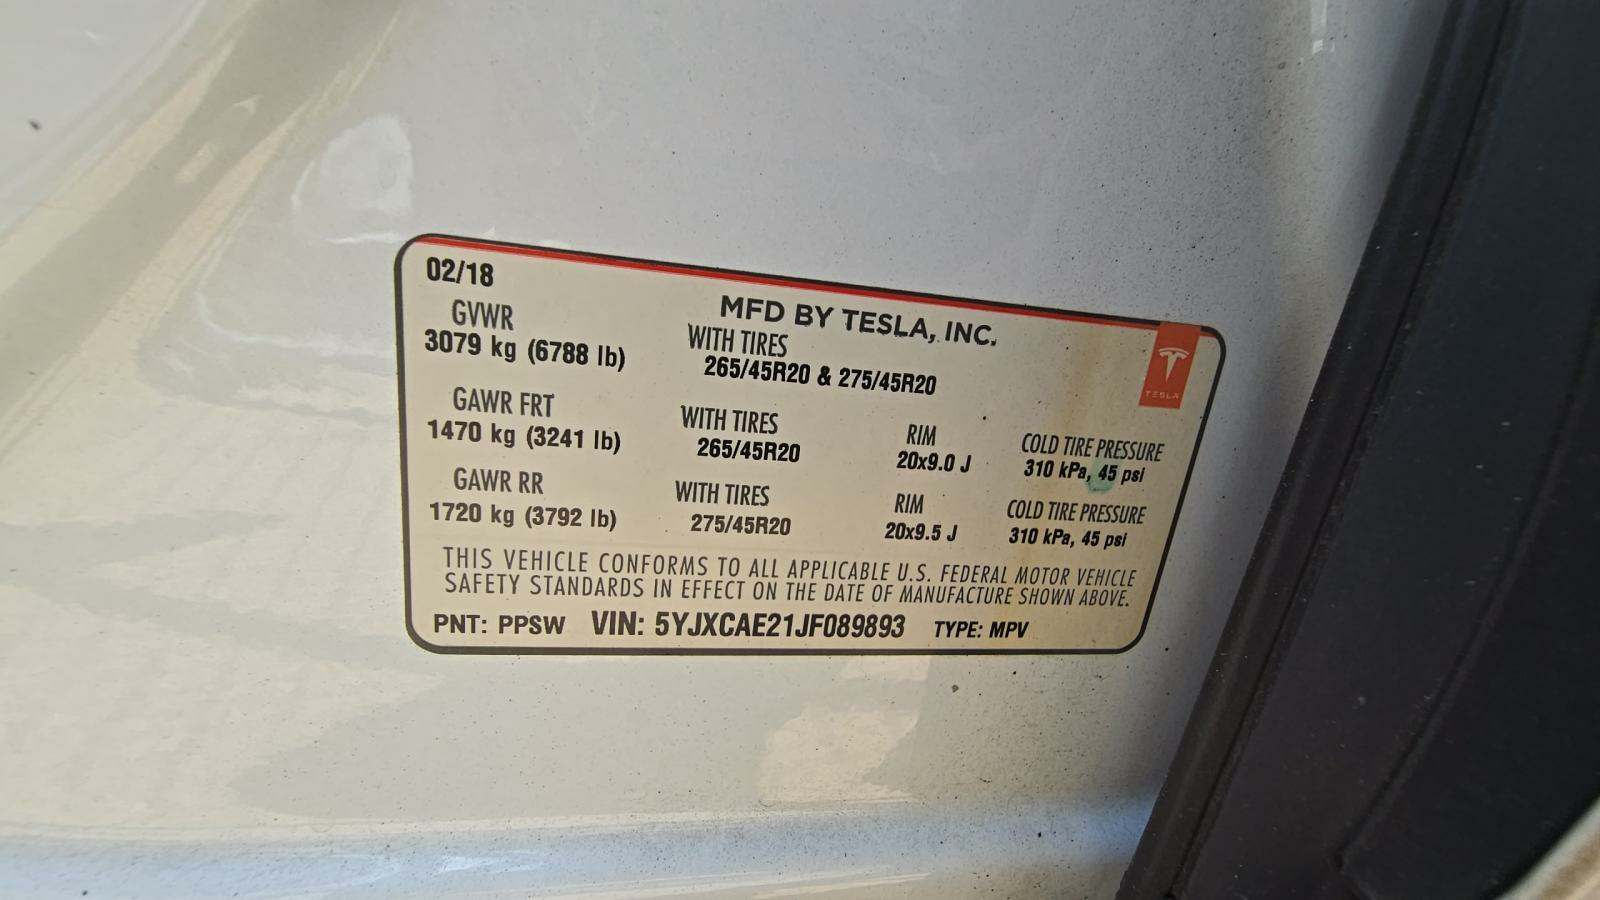 02/18
MFD BY TESLA, INC.
GVWR
3079 kg (6788 lb)
WITH TIRES
265/45R20 & 275/45R20
TESLA
GAWR FRT
1470 kg (3241 lb)
WITH TIRES
265/45R20
RIM
20x9.0 J
COLD TIRE PRESSURE
310 kPa, 45 psi
GAWR RR
1720 kg (3792 lb)
WITH TIRES
275/45R20
RIM
20x9.5 J
COLD TIRE PRESSURE
310 kPa, 45 psi
THIS VEHICLE CONFORMS TO ALL APPLICABLE U.S. FEDERAL MOTOR VEHICLE
SAFETY STANDARDS IN EFFECT ON THE DATE OF MANUFACTURE SHOWN ABOVE.
PNT: PPSW VIN: 5YJXCAE21JF089893 TYPE: MPV